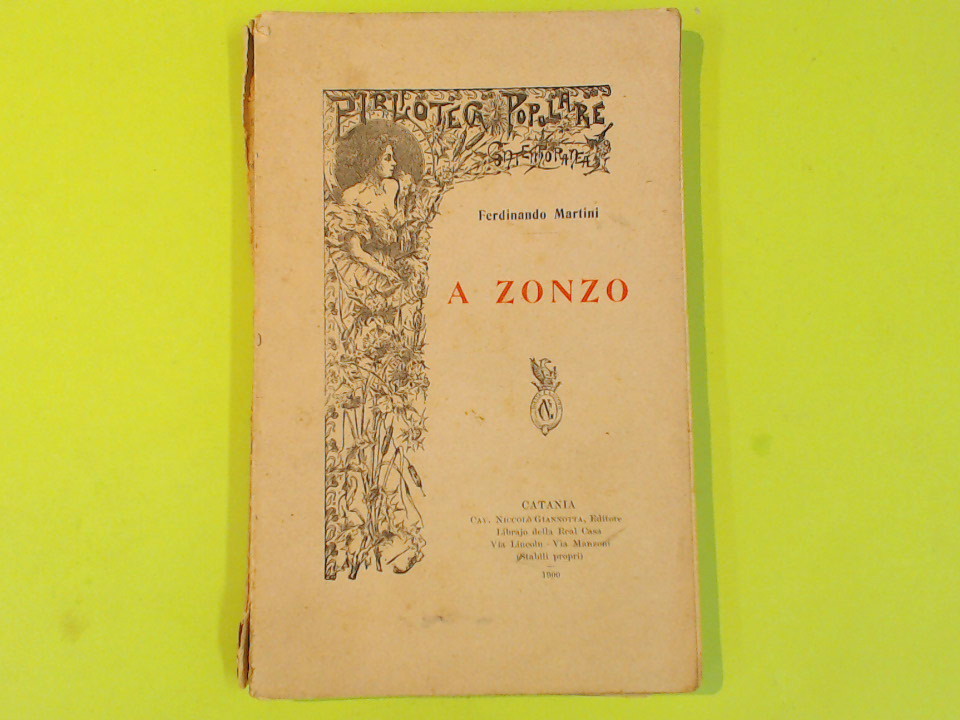 BIBLIOTECA POPOLARE
CONTEMPORANEA
Ferdinando Martini
A ZONZO
CATANIA
CAV. NICCOLÒ GIANNOTTA, Editore
Librajo della Real Casa
Via Lincoln - Via Manzoni
(Stabili propri)
1900